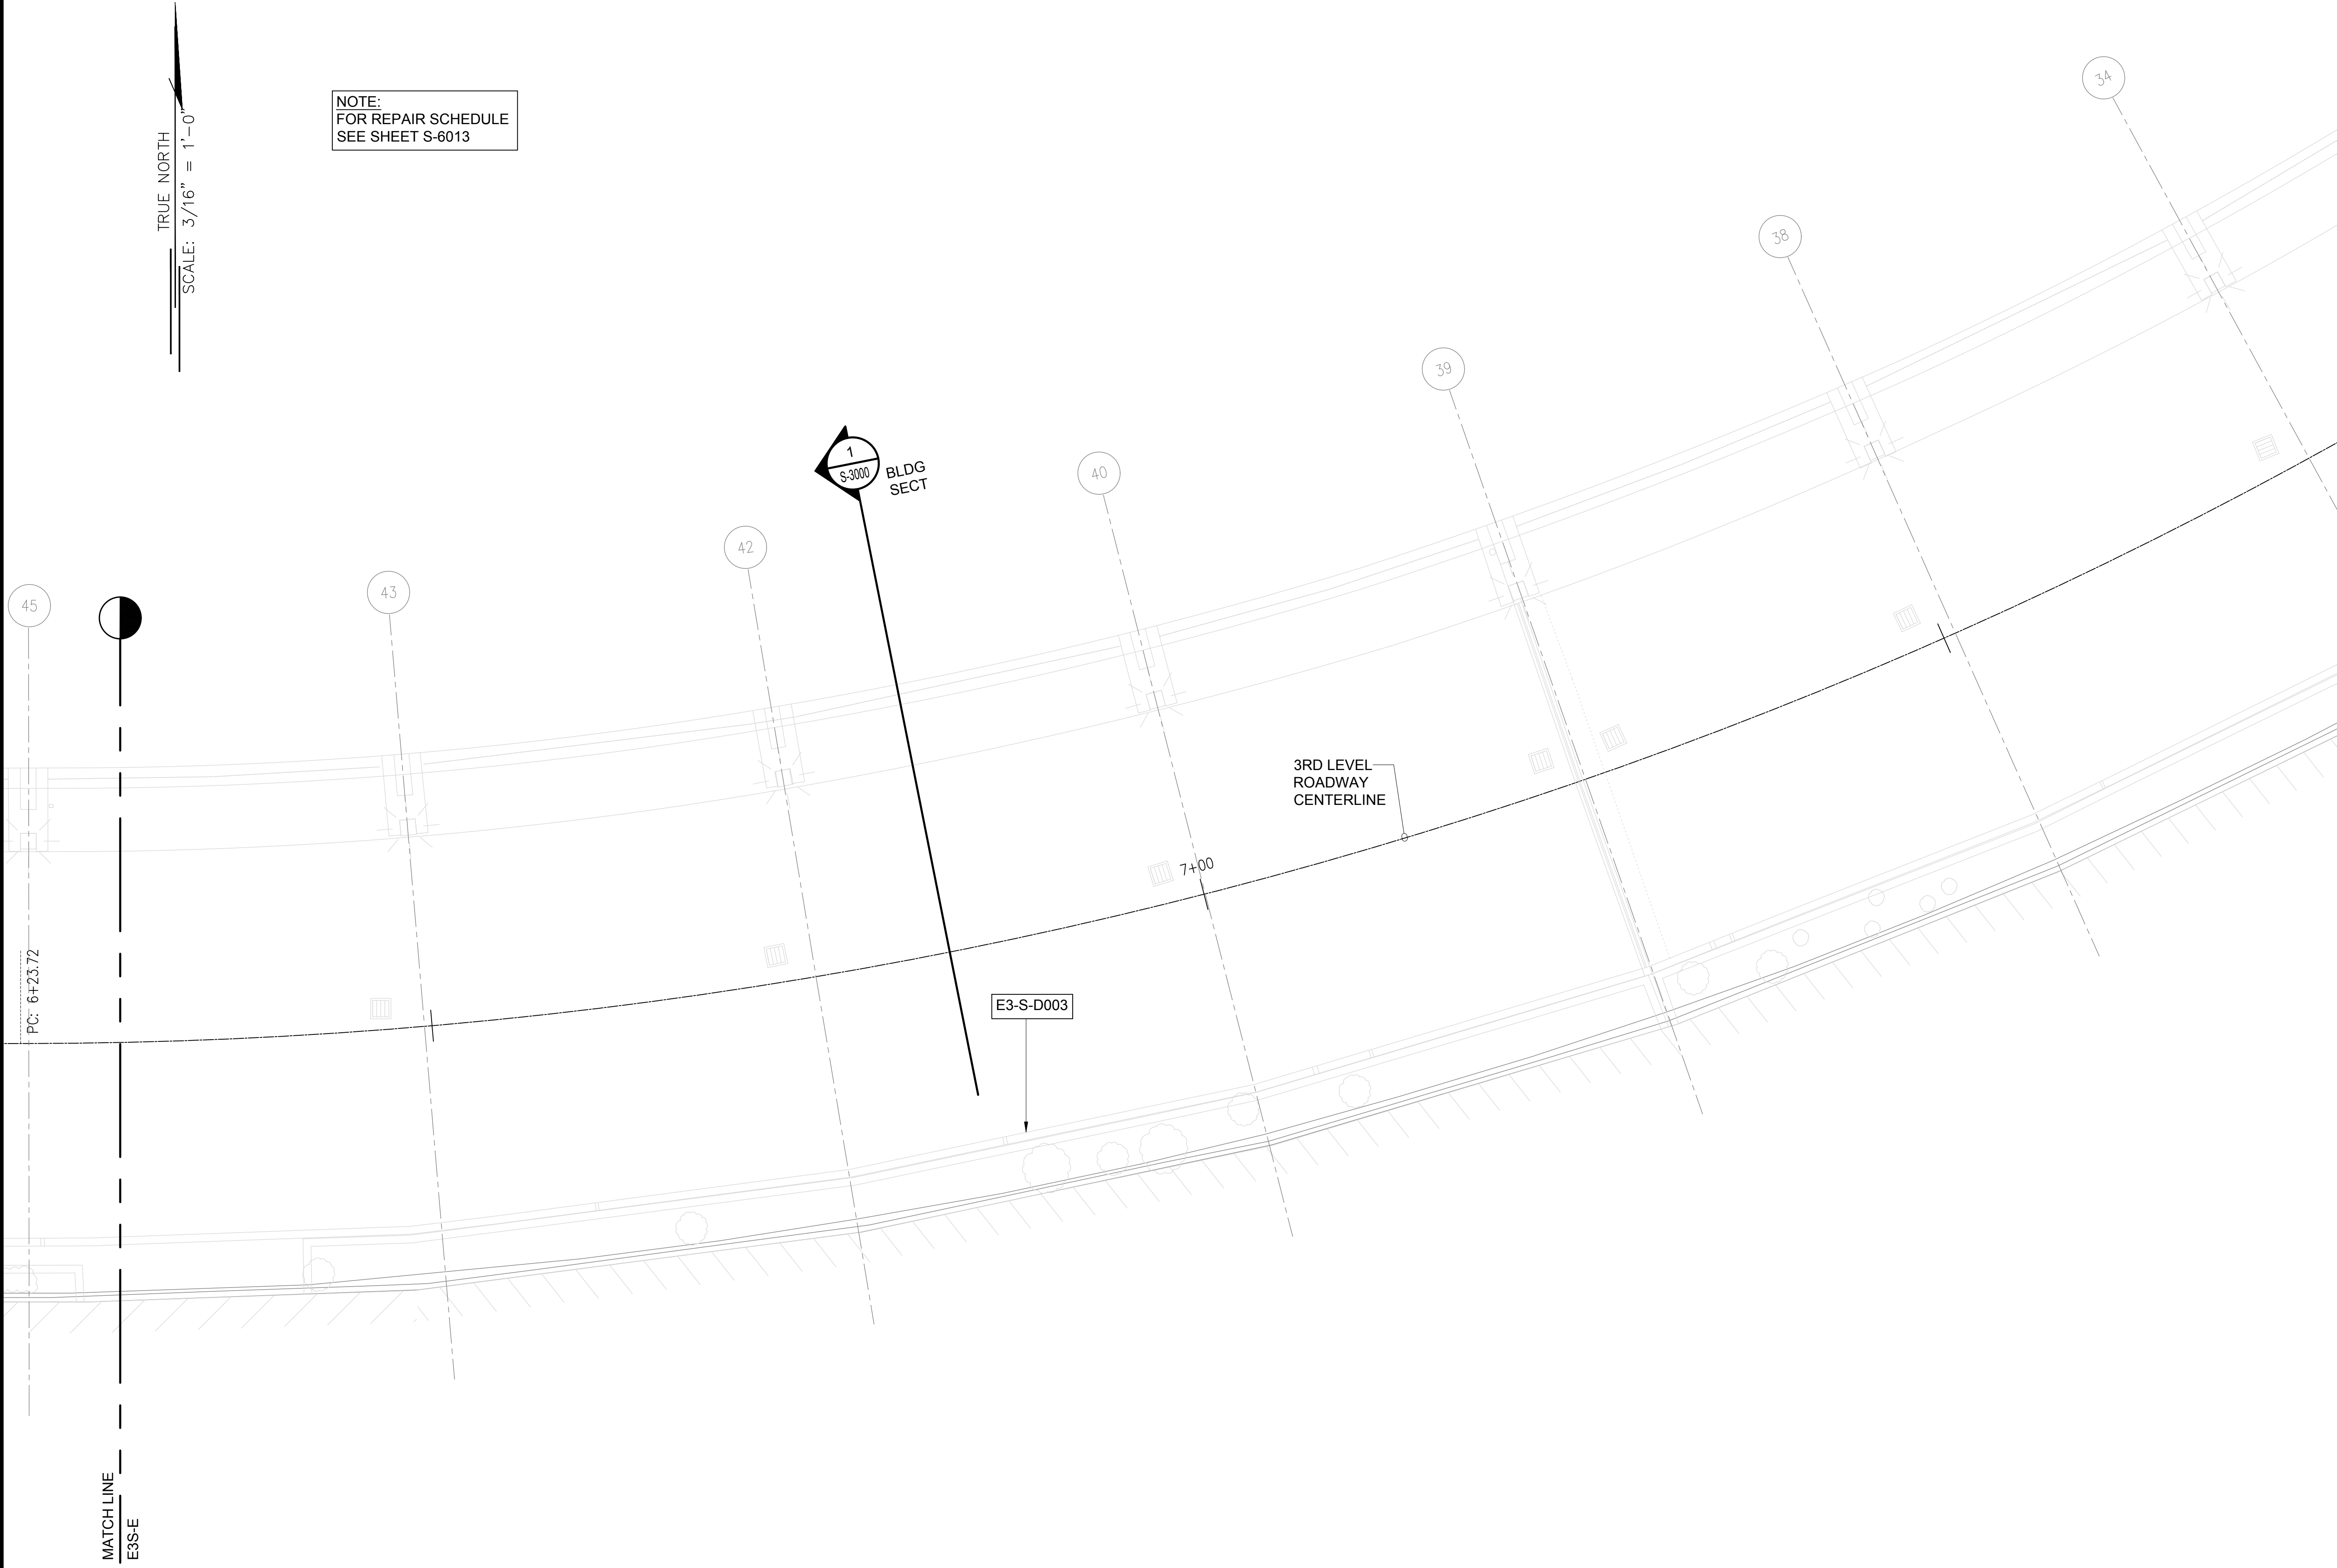 TRUE NORTH
SCALE: 3/16" = 1'-0"
NOTE:
FOR REPAIR SCHEDULE
SEE SHEET S-6013
34
38
39
40
42
43
45
1
S-3000
BLDG
SECT
3RD LEVEL
ROADWAY
CENTERLINE
7+00
PC: 6+23.72
E3-S-D003
MATCH LINE
E3S-E